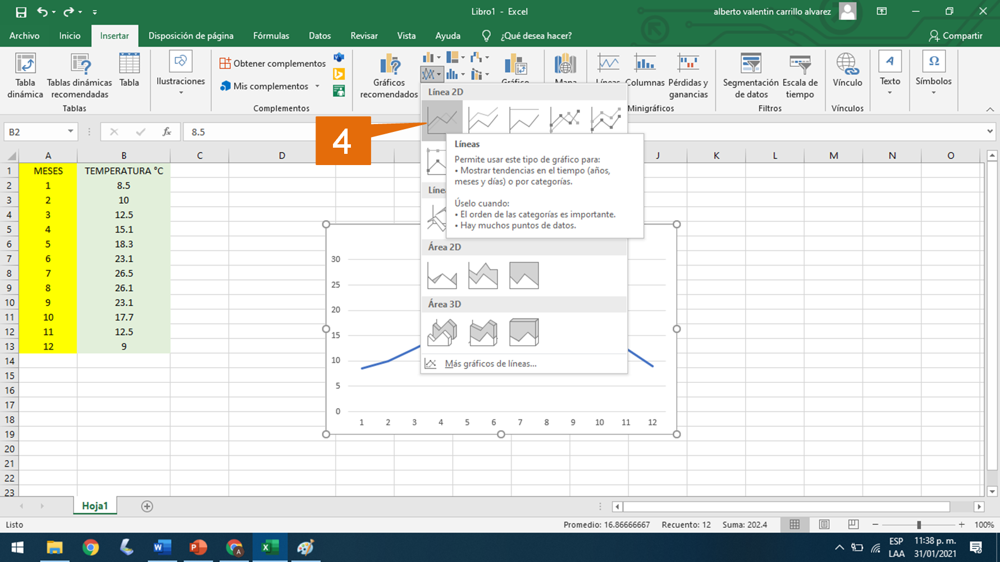 Libro1 - Excel
alberto valentin carrillo alvarez
Archivo Inicio Insertar Disposición de página Fórmulas Datos Revisar Vista Ayuda ¿Qué desea hacer? Compartir
Tabla dinámica
Tablas dinámicas recomendadas
Tabla
Tablas
Ilustraciones
Obtener complementos
Mis complementos
Complementos
Gráficos recomendados
Gráfico
Mapa
Líneas
Columnas
Pérdidas y ganancias
Minigráficos
Segmentación de datos
Escala de tiempo
Filtros
Vínculo
Vínculos
Texto
Símbolos
Línea 2D
4
B2
fx
8.5
Líneas
Permite usar este tipo de gráfico para:
• Mostrar tendencias en el tiempo (años,
meses y días) o por categorías.
Úselo cuando:
• El orden de las categorías es importante.
• Hay muchos puntos de datos.
Área 2D
Área 3D
Más gráficos de líneas...
A B C D J K L M N O
1 MESES TEMPERATURA °C
2 1 8.5
3 2 10
4 3 12.5
5 4 15.1
6 5 18.3
7 6 23.1
8 7 26.5
9 8 26.1
10 9 23.1
11 10 17.7
12 11 12.5
13 12 9
14
15
16
17
18
19
20
21
22
23
30
25
20
15
10
5
0
1 2 3 4 5 6 7 8 9 10 11 12
Hoja1
Listo
Promedio: 16.86666667 Recuento: 12 Suma: 202.4 100%
ESP
LAA
11:38 p. m.
31/01/2021